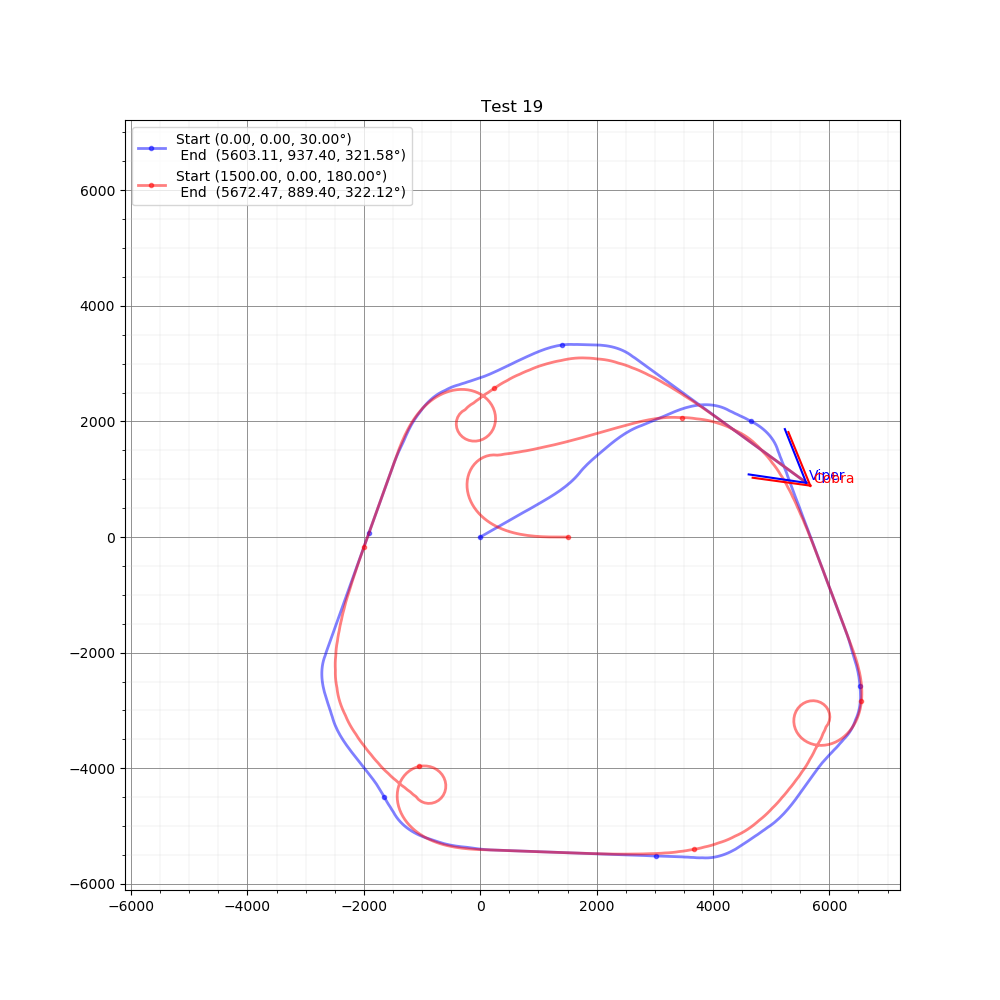 Test 19
Start (0.00, 0.00, 30.00°)
End (5603.11, 937.40, 321.58°)
Start (1500.00, 0.00, 180.00°)
End (5672.47, 889.40, 322.12°)
6000
4000
2000
0
−2000
−4000
−6000
Viper
Cobra
−6000 −4000 −2000 0 2000 4000 6000